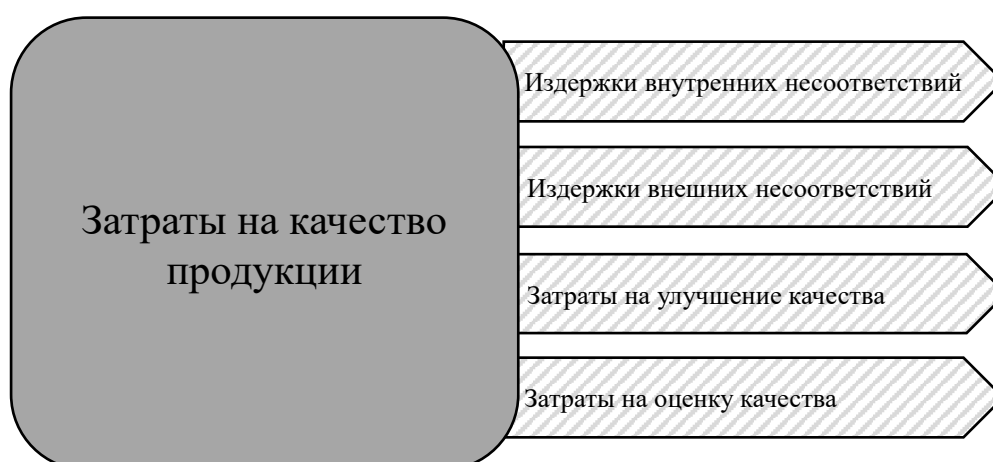 Затраты на качество
продукции
Издержки внутренних несоответствий
Издержки внешних несоответствий
Затраты на улучшение качества
Затраты на оценку качества